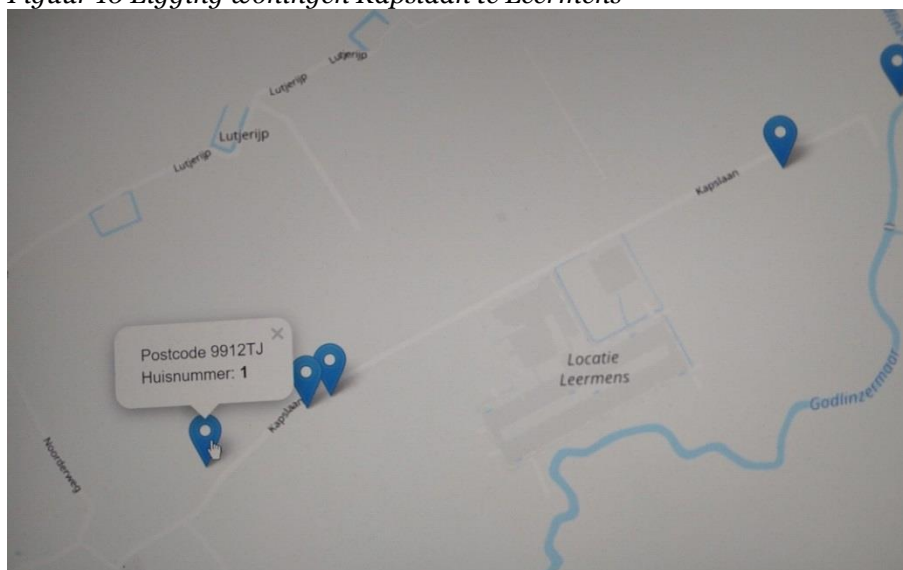 Figuur 16 Ligging woningen Kapslaan te Leermens
Lutjerijp
Lutjerijp
Lutjerijp
Lutjerijp
Kapslaan
Postcode 9912TJ ×
Huisnummer: 1
Locatie
Leermens
Godlinzermaar
Kapslaan
Noorderweg